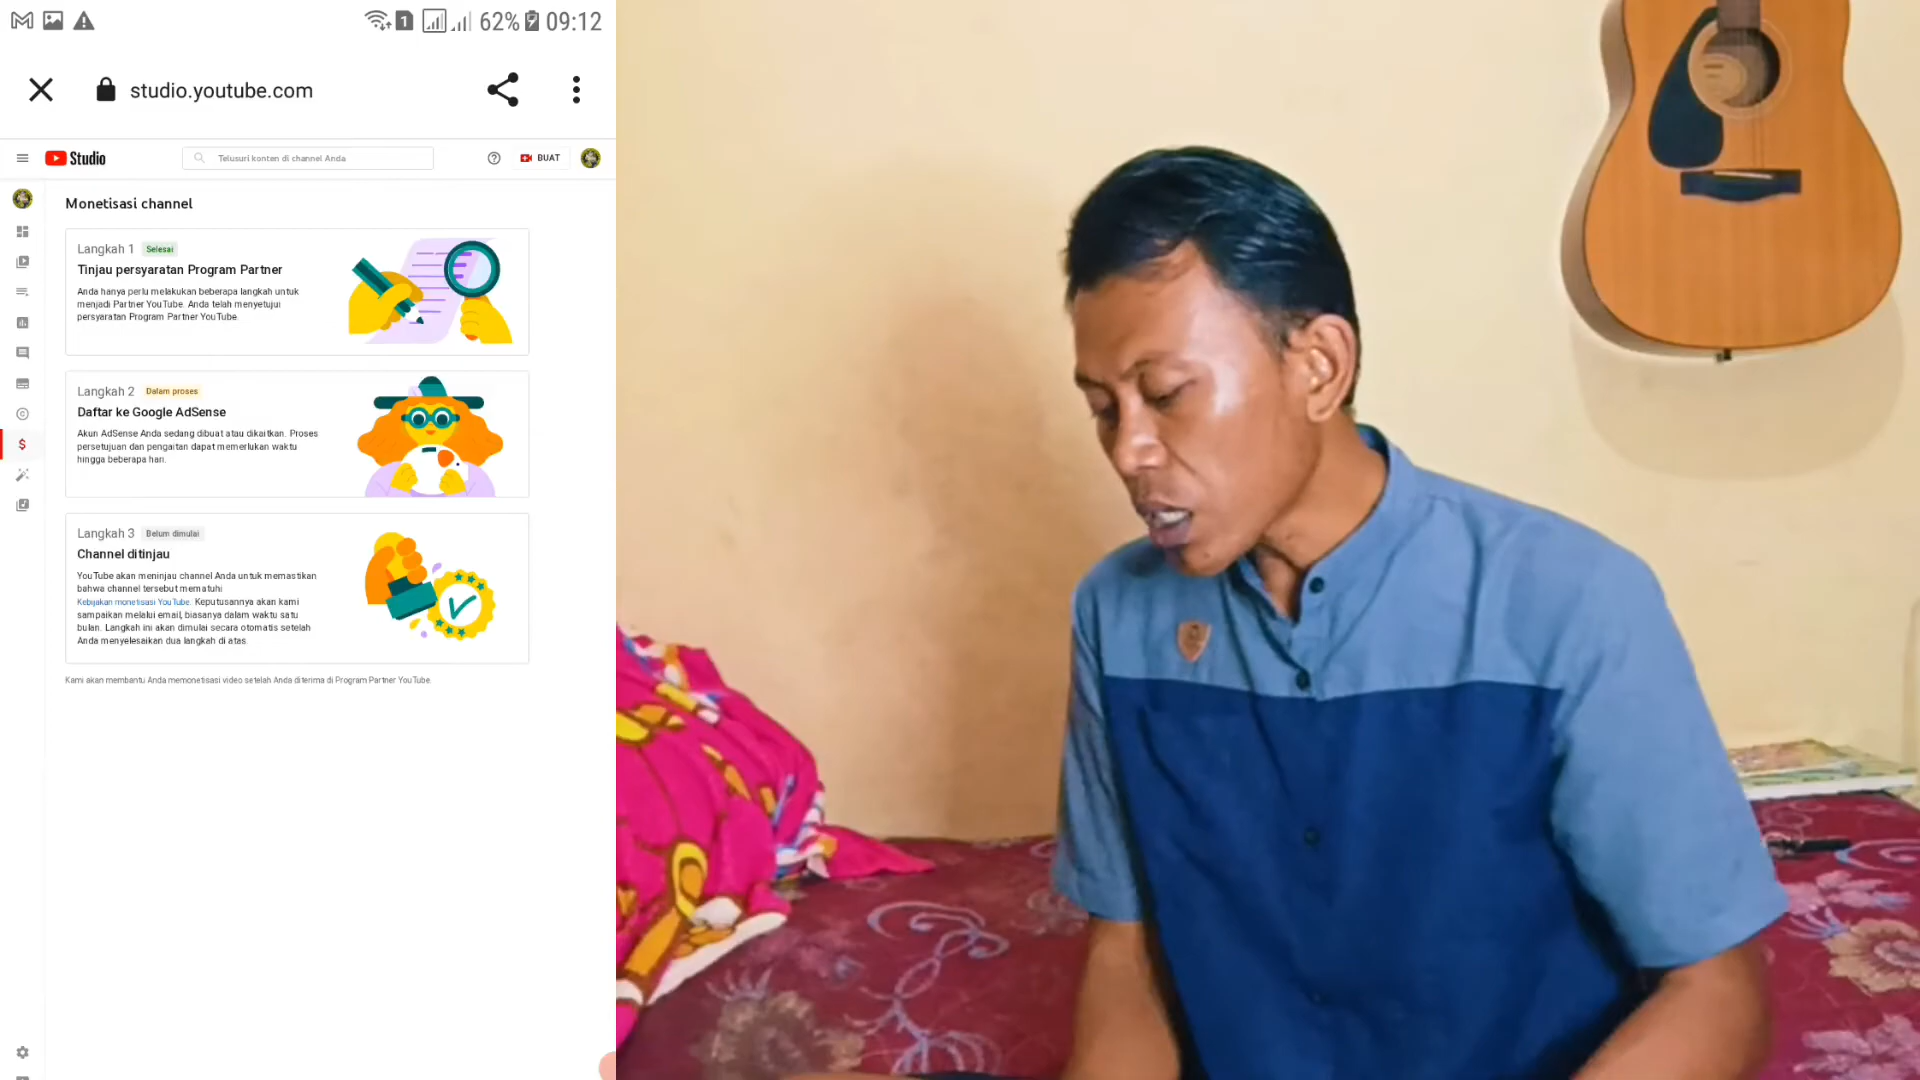 1 62% 09:12
studio.youtube.com
Studio
Telusuri konten di channel Anda
BUAT
Monetisasi channel
Langkah 1 Selesai
Tinjau persyaratan Program Partner
Anda hanya perlu melakukan beberapa langkah untuk
menjadi Partner YouTube. Anda telah menyetujui
persyaratan Program Partner YouTube.
Langkah 2 Dalam proses
Daftar ke Google AdSense
Akun AdSense Anda sedang dibuat atau dikaitkan. Proses
persetujuan dan pengaitan dapat memerlukan waktu
hingga beberapa hari.
Langkah 3 Belum dimulai
Channel ditinjau
YouTube akan meninjau channel Anda untuk memastikan
bahwa channel tersebut mematuhi
Kebijakan monetisasi YouTube. Keputusannya akan kami
sampaikan melalui email, biasanya dalam waktu satu
bulan. Langkah ini akan dimulai secara otomatis setelah
Anda menyelesaikan dua langkah di atas.
Kami akan membantu Anda memonetisasi video setelah Anda diterima di Program Partner YouTube.